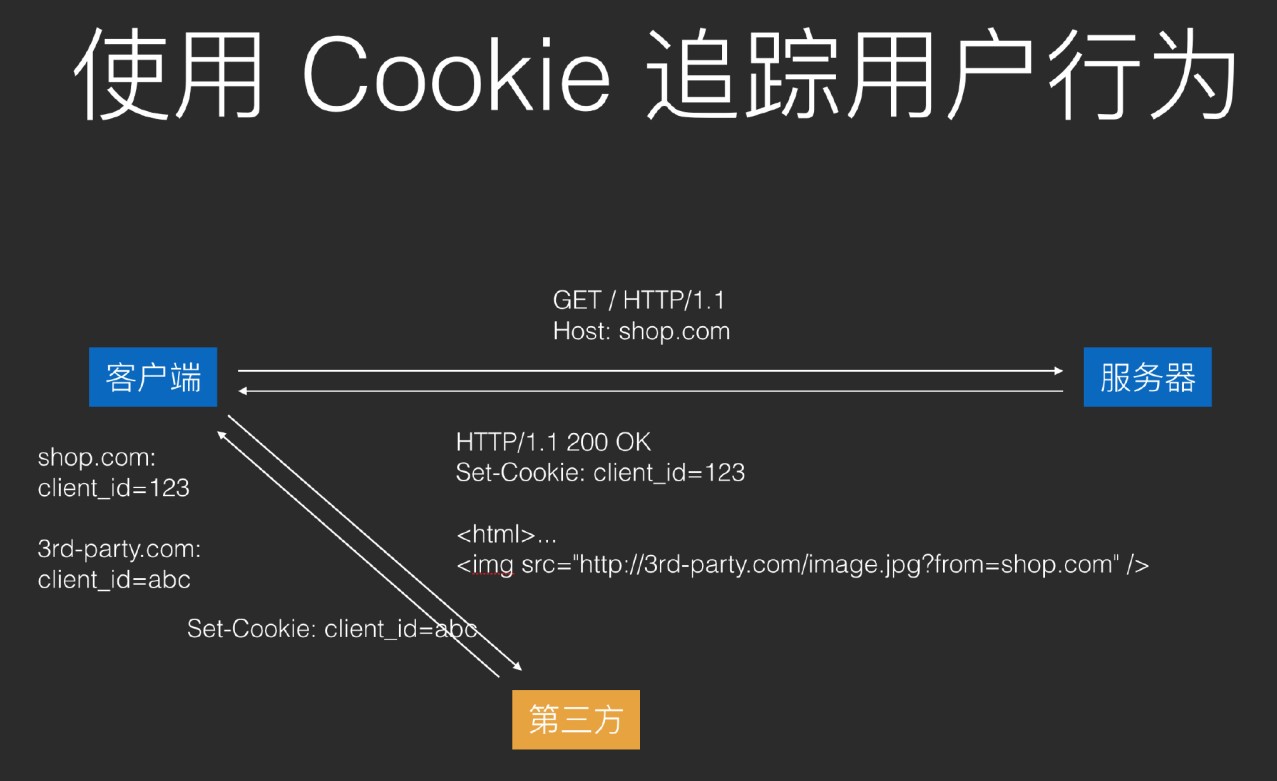 使用 Cookie 追踪用户行为
GET / HTTP/1.1
Host: shop.com
客户端
服务器
HTTP/1.1 200 OK
Set-Cookie: client_id=123
<html>...
<img src="http://3rd-party.com/image.jpg?from=shop.com" />
shop.com:
client_id=123
3rd-party.com:
client_id=abc
Set-Cookie: client_id=abc
第三方